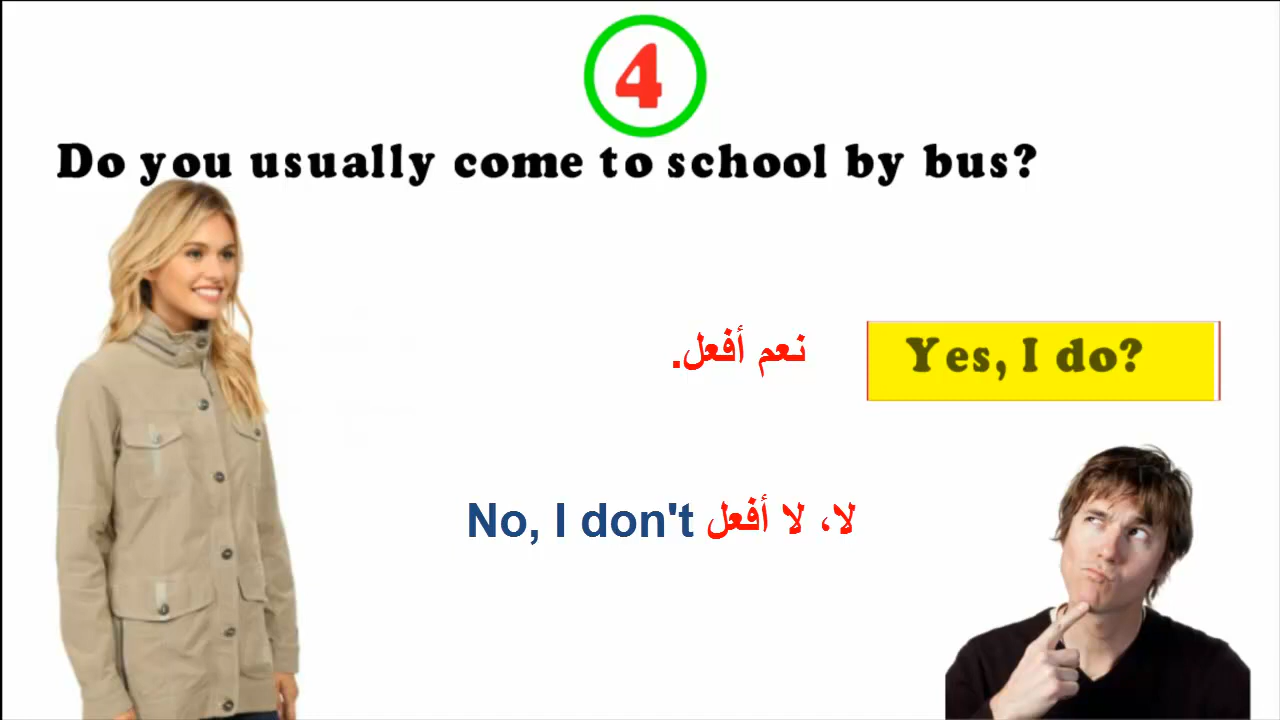 4
Do you usually come to school by bus?
نعم أفعل.
Yes, I do?
No, I don't لا، لا أفعل